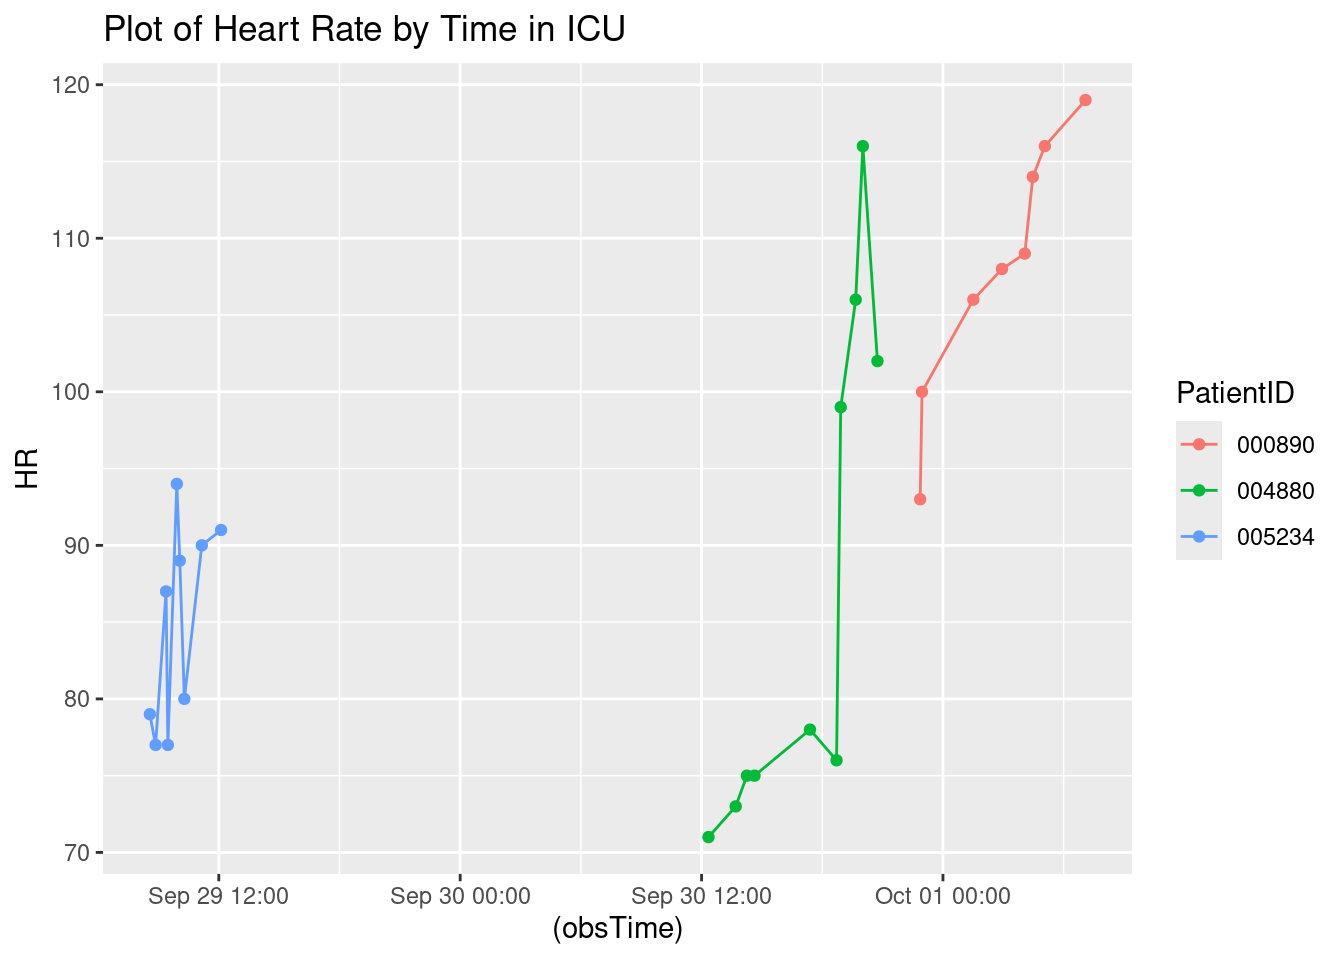 Plot of Heart Rate by Time in ICU
120
110
100
90
80
70
HR
Sep 29 12:00 Sep 30 00:00 Sep 30 12:00 Oct 01 00:00
(obsTime)
PatientID
000890
004880
005234